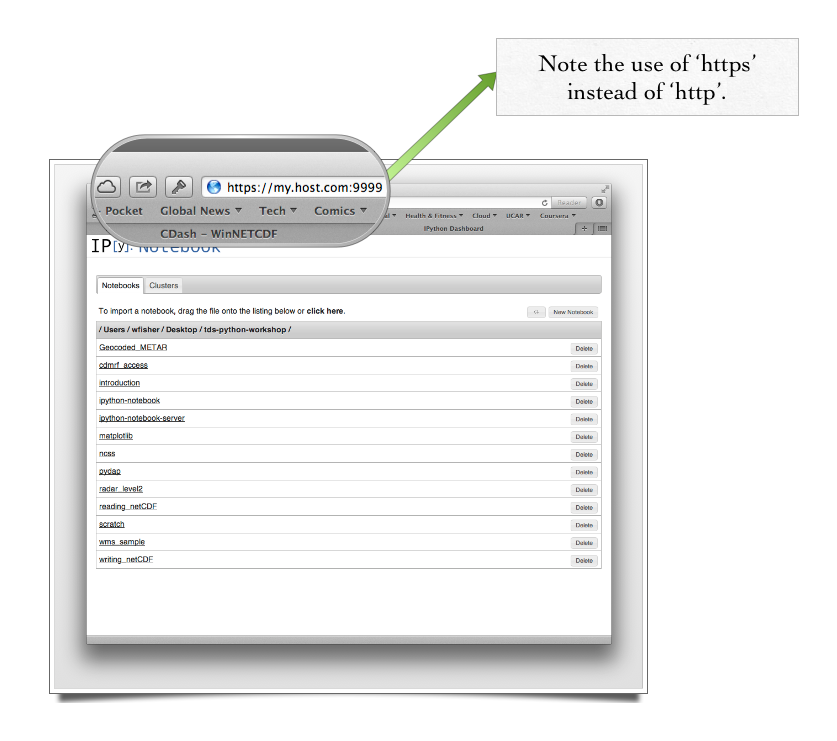 Note the use of ‘https’
instead of ‘http’.
https://my.host.com:9999
Reader
Pocket Global News Tech Comics
Health & Fitness Cloud UCAR Coursera
CDash – WinNETCDF
IPython Dashboard
IP[y]: Notebook
Notebooks Clusters
To import a notebook, drag the file onto the listing below or click here.
New Notebook
/ Users / wfisher / Desktop / tds-python-workshop /
Geocoded_METAR Delete
cdmrf_access Delete
introduction Delete
ipython-notebook Delete
ipython-notebook-server Delete
matplotlib Delete
ncss Delete
pydap Delete
radar_level2 Delete
reading_netCDF Delete
scratch Delete
wms_sample Delete
writing_netCDF Delete